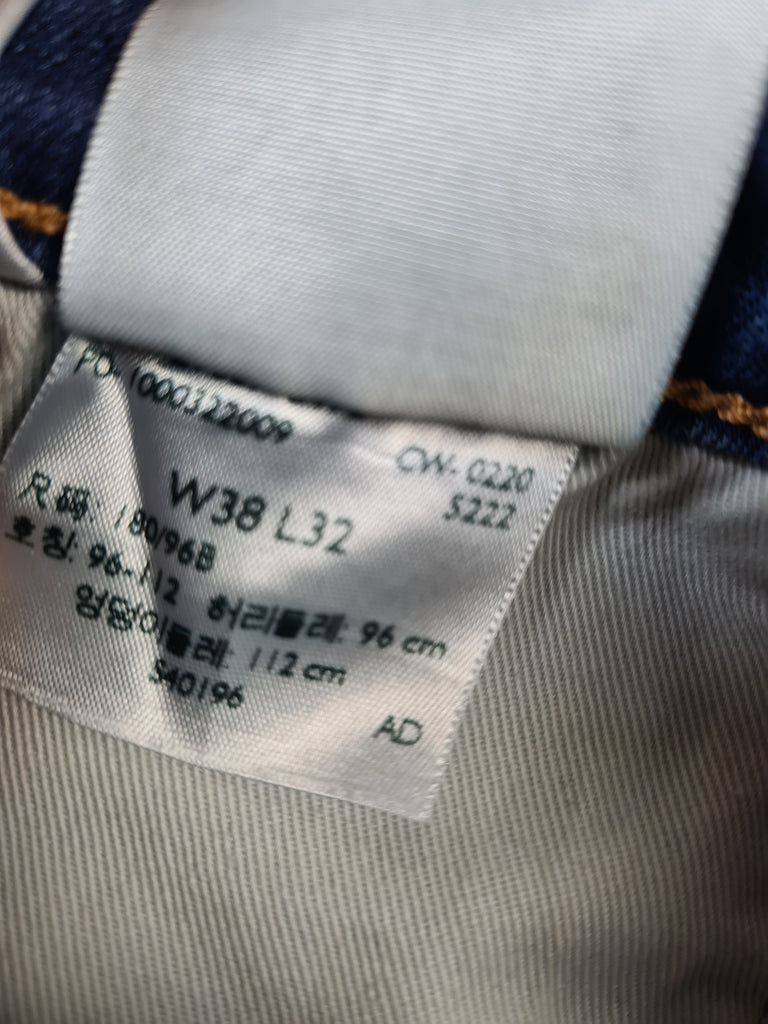 PO- 1000322009
CW- 0220
S222
W38 L32
尺码: 180/96B
호칭: 96-112 허리둘레: 96 cm
엉덩이둘레: 112 cm
540196
AD